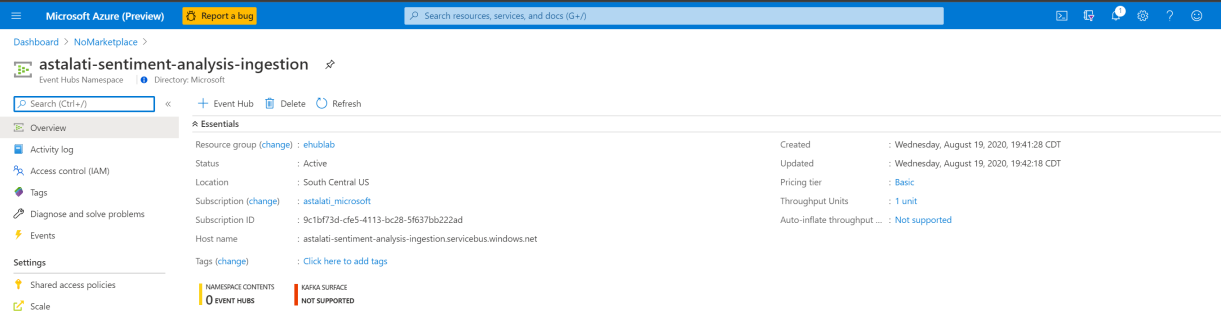 Microsoft Azure (Preview)
Report a bug
Search resources, services, and docs (G+/)
1
Dashboard > NoMarketplace >
astalati-sentiment-analysis-ingestion
Event Hubs Namespace
Directory: Microsoft
Search (Ctrl+/)
«
Event Hub
Delete
Refresh
Overview
Activity log
Access control (IAM)
Tags
Diagnose and solve problems
Events
Settings
Shared access policies
Scale
Essentials
Resource group (change) : ehublab
Status : Active
Location : South Central US
Subscription (change) : astalati_microsoft
Subscription ID : 9c1bf73d-cfe5-4113-bc28-5f637bb222ad
Host name : astalati-sentiment-analysis-ingestion.servicebus.windows.net
Tags (change) : Click here to add tags
Created : Wednesday, August 19, 2020, 19:41:28 CDT
Updated : Wednesday, August 19, 2020, 19:42:18 CDT
Pricing tier : Basic
Throughput Units : 1 unit
Auto-inflate throughput ... : Not supported
NAMESPACE CONTENTS
0 EVENT HUBS
KAFKA SURFACE
NOT SUPPORTED